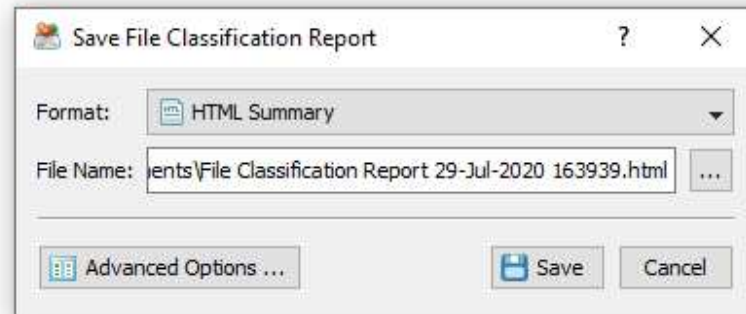 Save File Classification Report ?
Format: HTML Summary
File Name: ents\File Classification Report 29-Jul-2020 163939.html ...
Advanced Options ... Save Cancel